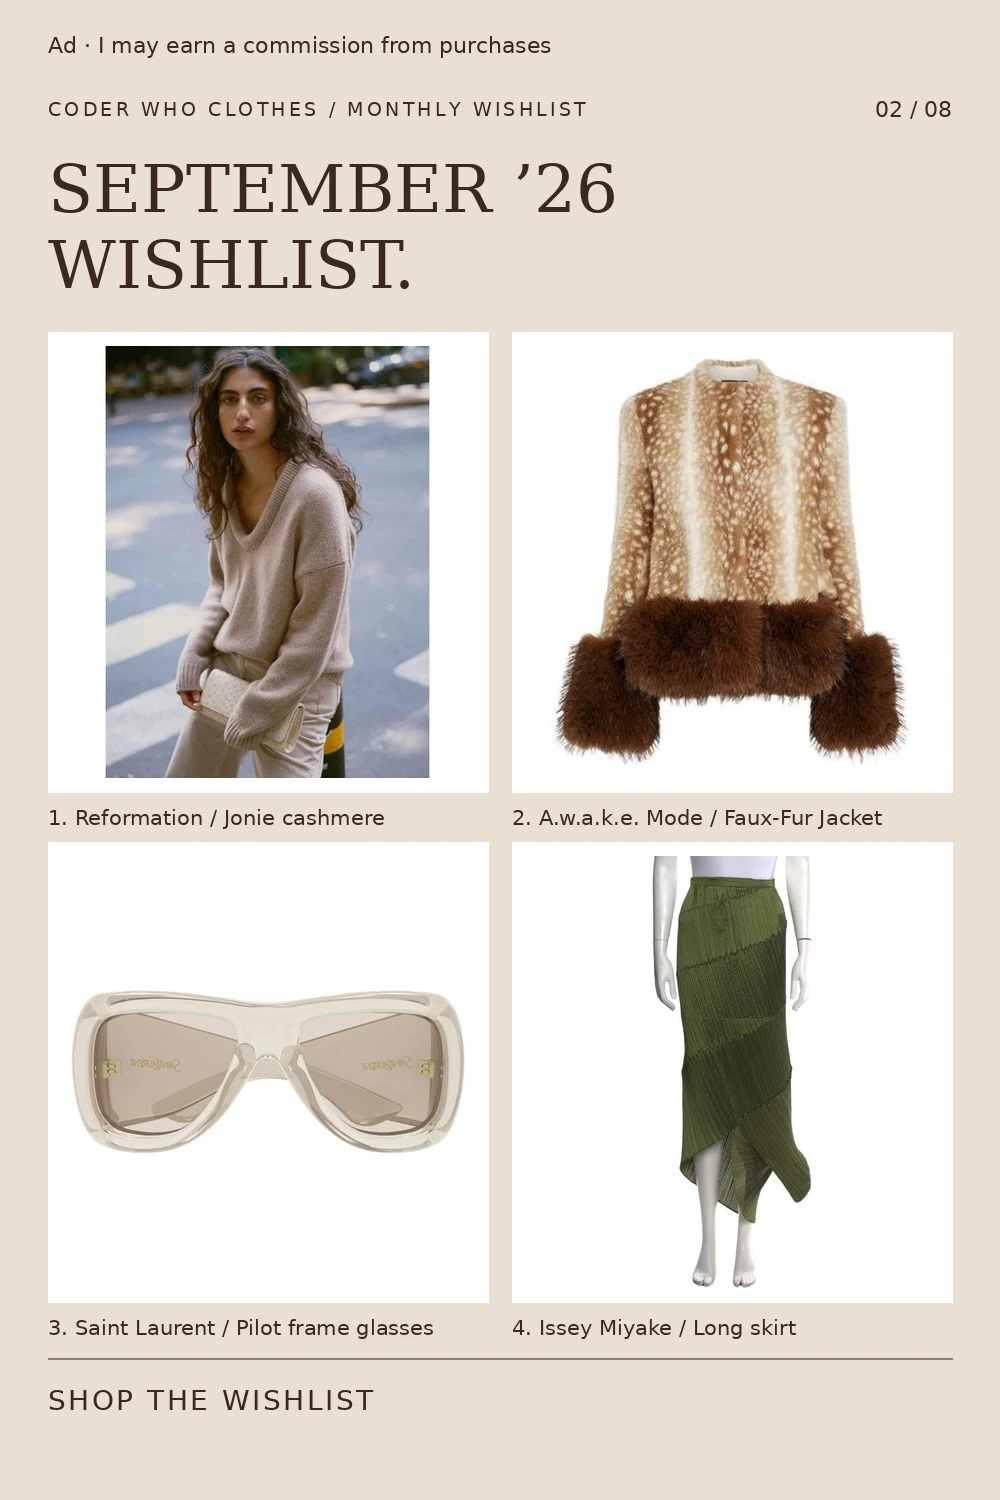 Ad · I may earn a commission from purchases
CODER WHO CLOTHES / MONTHLY WISHLIST
02 / 08
SEPTEMBER ’26
WISHLIST.
1. Reformation / Jonie cashmere
2. A.w.a.k.e. Mode / Faux-Fur Jacket
3. Saint Laurent / Pilot frame glasses
4. Issey Miyake / Long skirt
SHOP THE WISHLIST